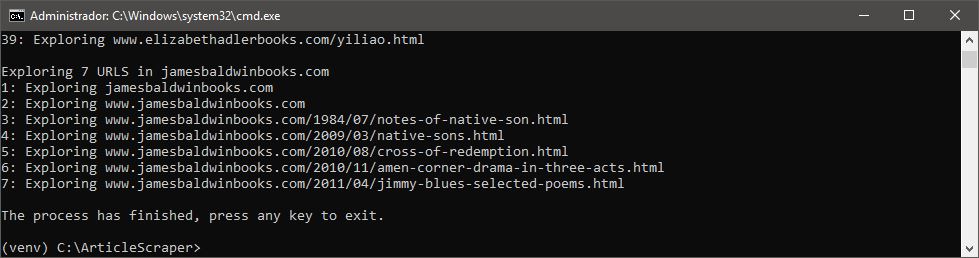 Administrador: C:\Windows\system32\cmd.exe
39: Exploring www.elizabethadlerbooks.com/yiliao.html
Exploring 7 URLS in jamesbaldwinbooks.com
1: Exploring jamesbaldwinbooks.com
2: Exploring www.jamesbaldwinbooks.com
3: Exploring www.jamesbaldwinbooks.com/1984/07/notes-of-native-son.html
4: Exploring www.jamesbaldwinbooks.com/2009/03/native-sons.html
5: Exploring www.jamesbaldwinbooks.com/2010/08/cross-of-redemption.html
6: Exploring www.jamesbaldwinbooks.com/2010/11/amen-corner-drama-in-three-acts.html
7: Exploring www.jamesbaldwinbooks.com/2011/04/jimmy-blues-selected-poems.html
The process has finished, press any key to exit.
(venv) C:\ArticleScraper>